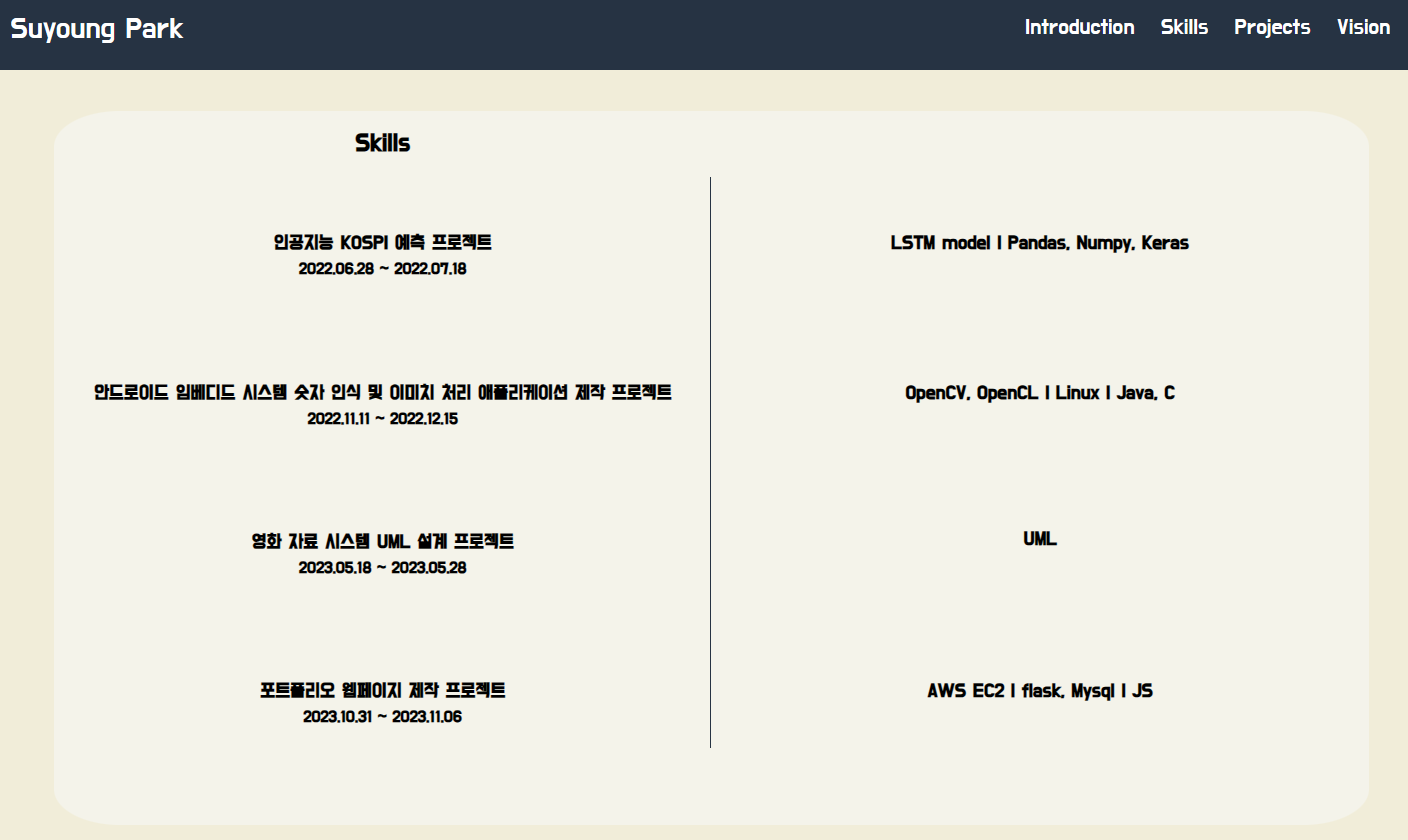 Suyoung Park
Introduction Skills Projects Vision
Skills
인공지능 KOSPI 예측 프로젝트
2022.06.28 ~ 2022.07.18
LSTM model | Pandas, Numpy, Keras
안드로이드 임베디드 시스템 숫자 인식 및 이미치 처리 애플리케이션 제작 프로젝트
2022.11.11 ~ 2022.12.15
OpenCV, OpenCL | Linux | Java, C
영화 자료 시스템 UML 설계 프로젝트
2023.05.18 ~ 2023.05.28
UML
포트폴리오 웹페이지 제작 프로젝트
2023.10.31 ~ 2023.11.06
AWS EC2 | flask, Mysql | JS